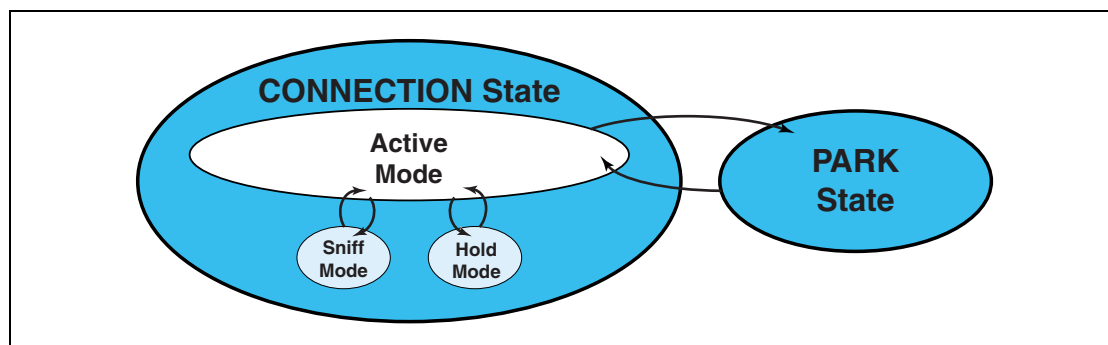 CONNECTION State
Active
Mode
PARK
State
Sniff
Mode
Hold
Mode